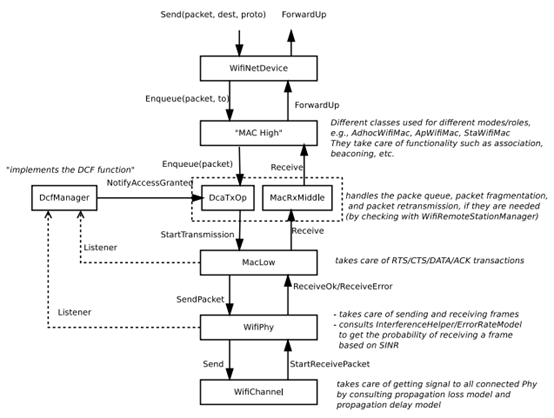 Send(packet, dest, proto)
ForwardUp
WifiNetDevice
Enqueue(packet, to)
ForwardUp
"MAC High"
Different classes used for different modes/roles,
e.g., AdhocWifiMac, ApWifiMac, StaWifiMac
They take care of functionality such as association,
beaconing, etc.
Enqueue(packet)
Receive
"implements the DCF function"
NotifyAccessGranted
DcfManager
DcaTxOp
MacRxMiddle
handles the packe queue, packet fragmentation,
and packet retransmission, if they are needed
(by checking with WifiRemoteStationManager)
StartTransmission
Receive
Listener
MacLow
takes care of RTS/CTS/DATA/ACK transactions
SendPacket
ReceiveOk/ReceiveError
Listener
WifiPhy
- takes care of sending and receiving frames
- consults InterferenceHelper/ErrorRateModel
to get the probability of receiving a frame
based on SINR
Send
StartReceivePacket
WifiChannel
takes care of getting signal to all connected Phy
by consulting propagation loss model and
propagation delay model